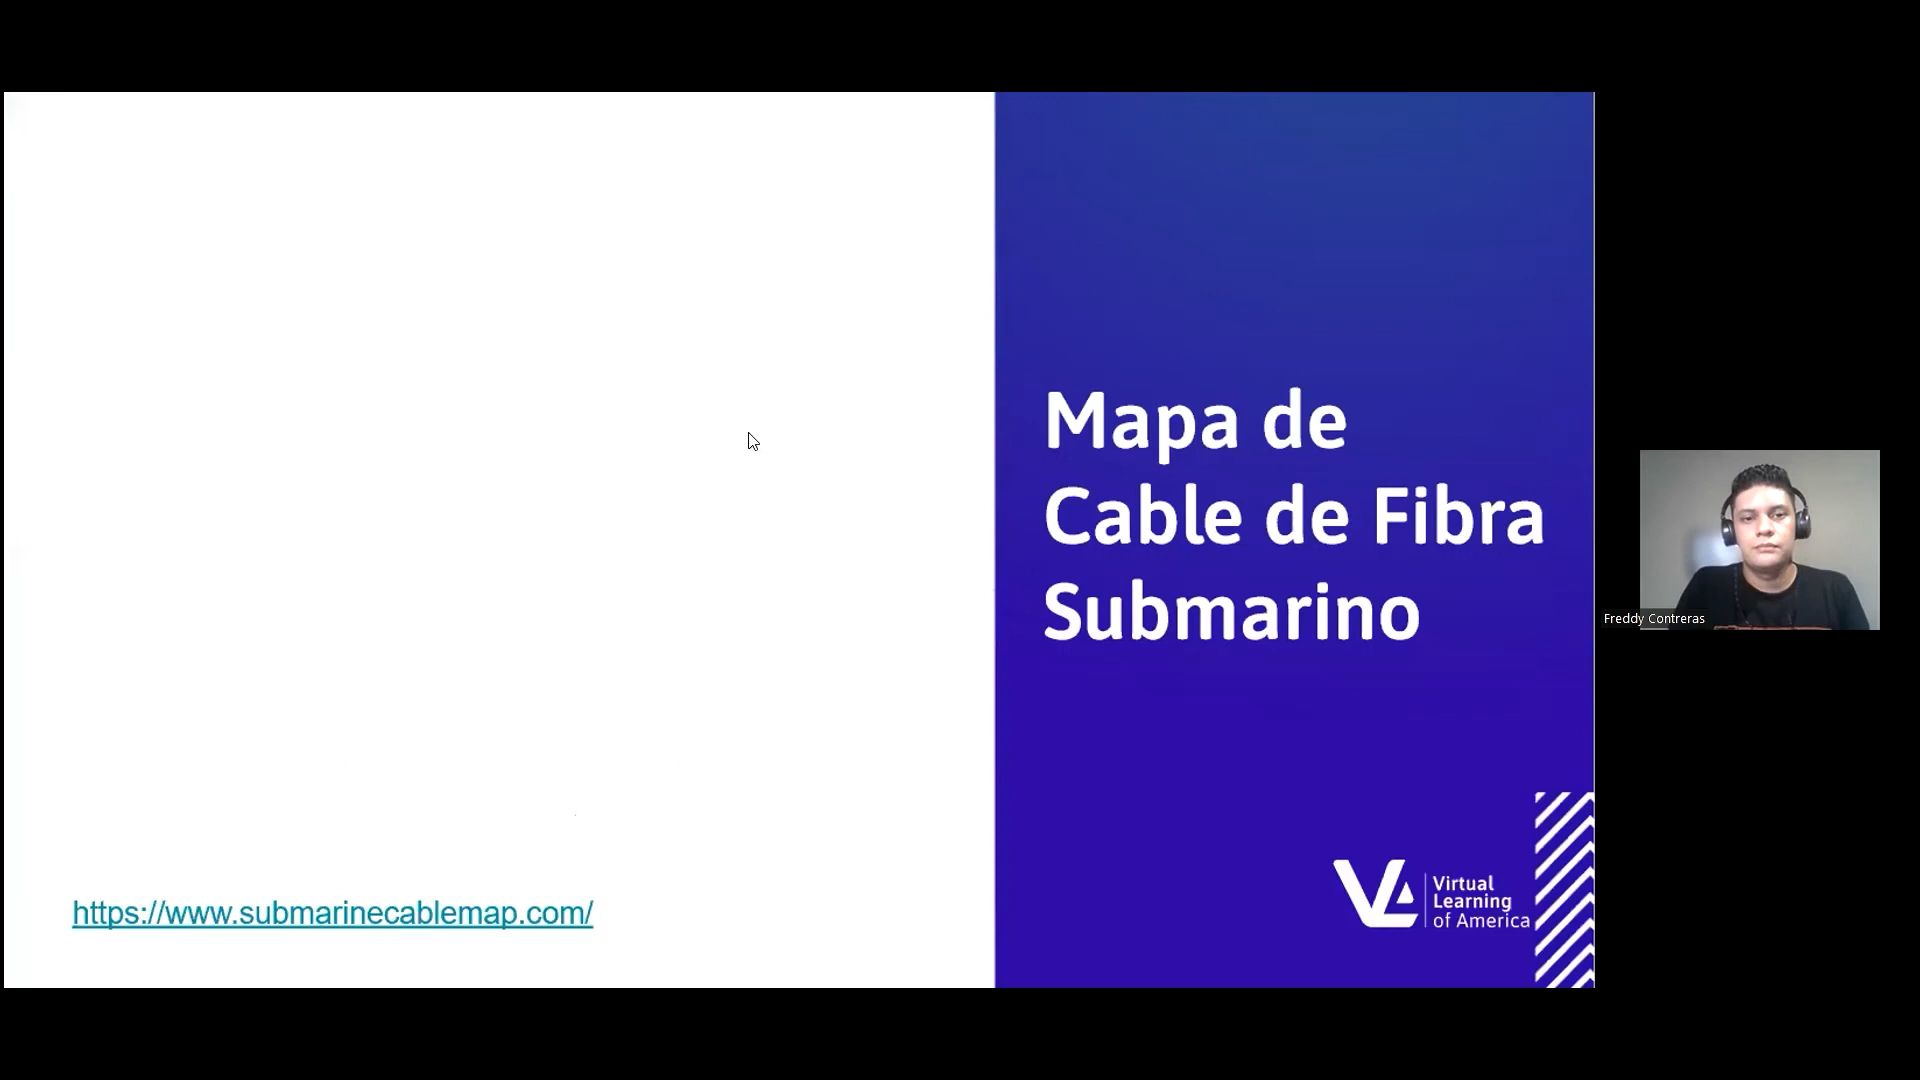 Mapa de
Cable de Fibra
Submarino
https://www.submarinecablemap.com/
Virtual
Learning
of America
Freddy Contreras